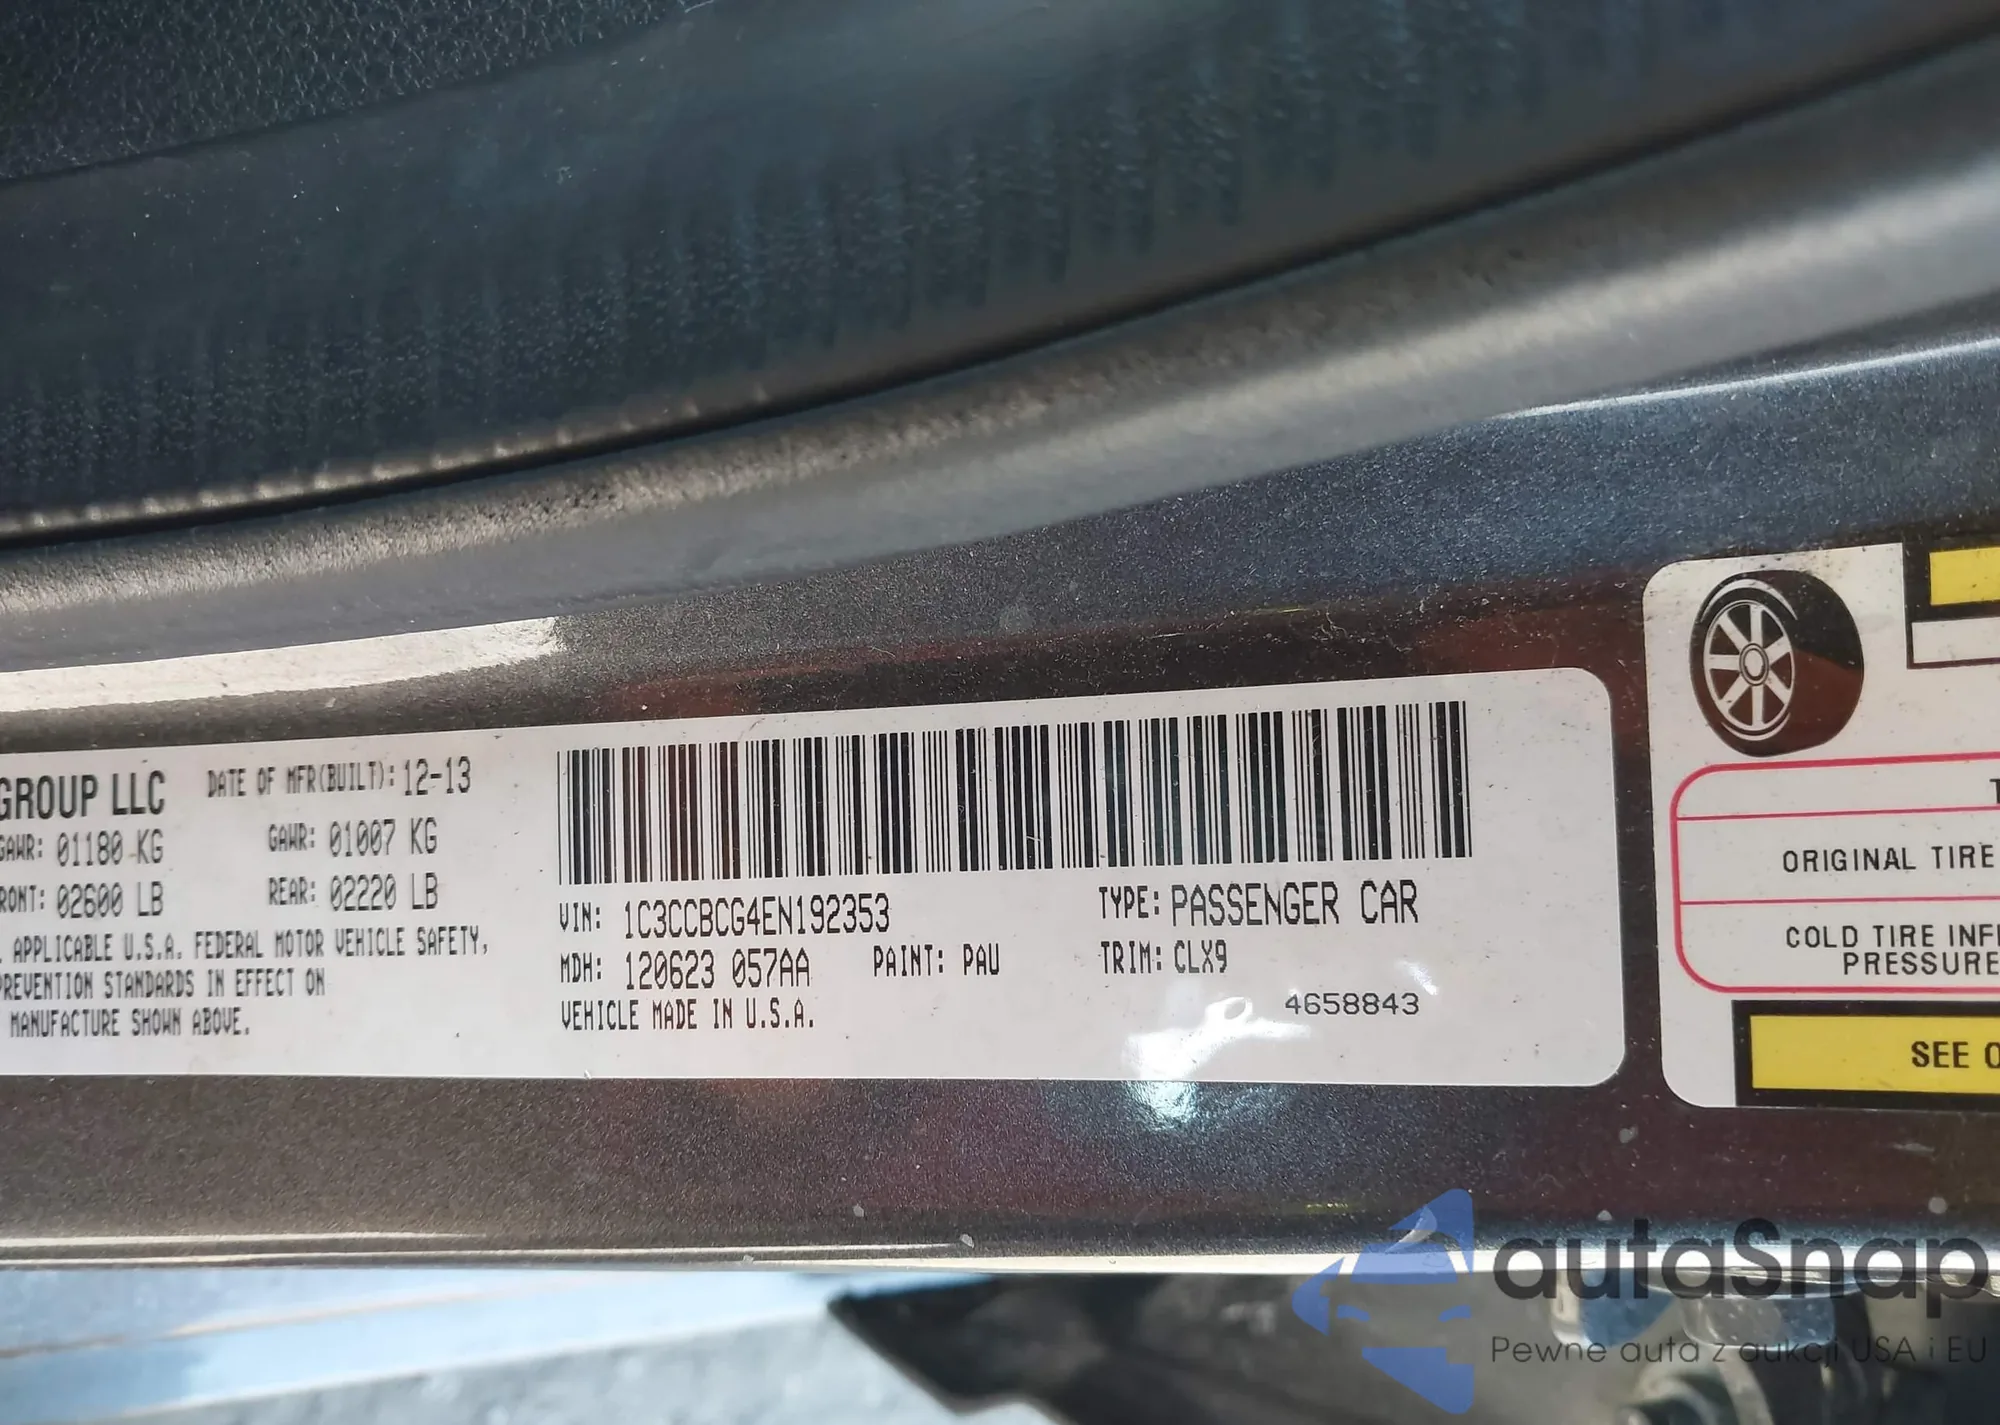 GROUP LLC DATE OF MFR(BUILT): 12-13
GAWR: 01180 KG GAWR: 01007 KG
RONT: 02600 LB REAR: 02220 LB
APPLICABLE U.S.A. FEDERAL MOTOR VEHICLE SAFETY,
PREVENTION STANDARDS IN EFFECT ON
MANUFACTURE SHOWN ABOVE.
VIN: 1C3CCBCG4EN192353 TYPE: PASSENGER CAR
MDH: 120623 057AA PAINT: PAU TRIM: CLX9
VEHICLE MADE IN U.S.A. 4658843
T
ORIGINAL TIRE
COLD TIRE INFL
PRESSURE
SEE O
autaSnap
Pewne auta z aukcji USA i EU